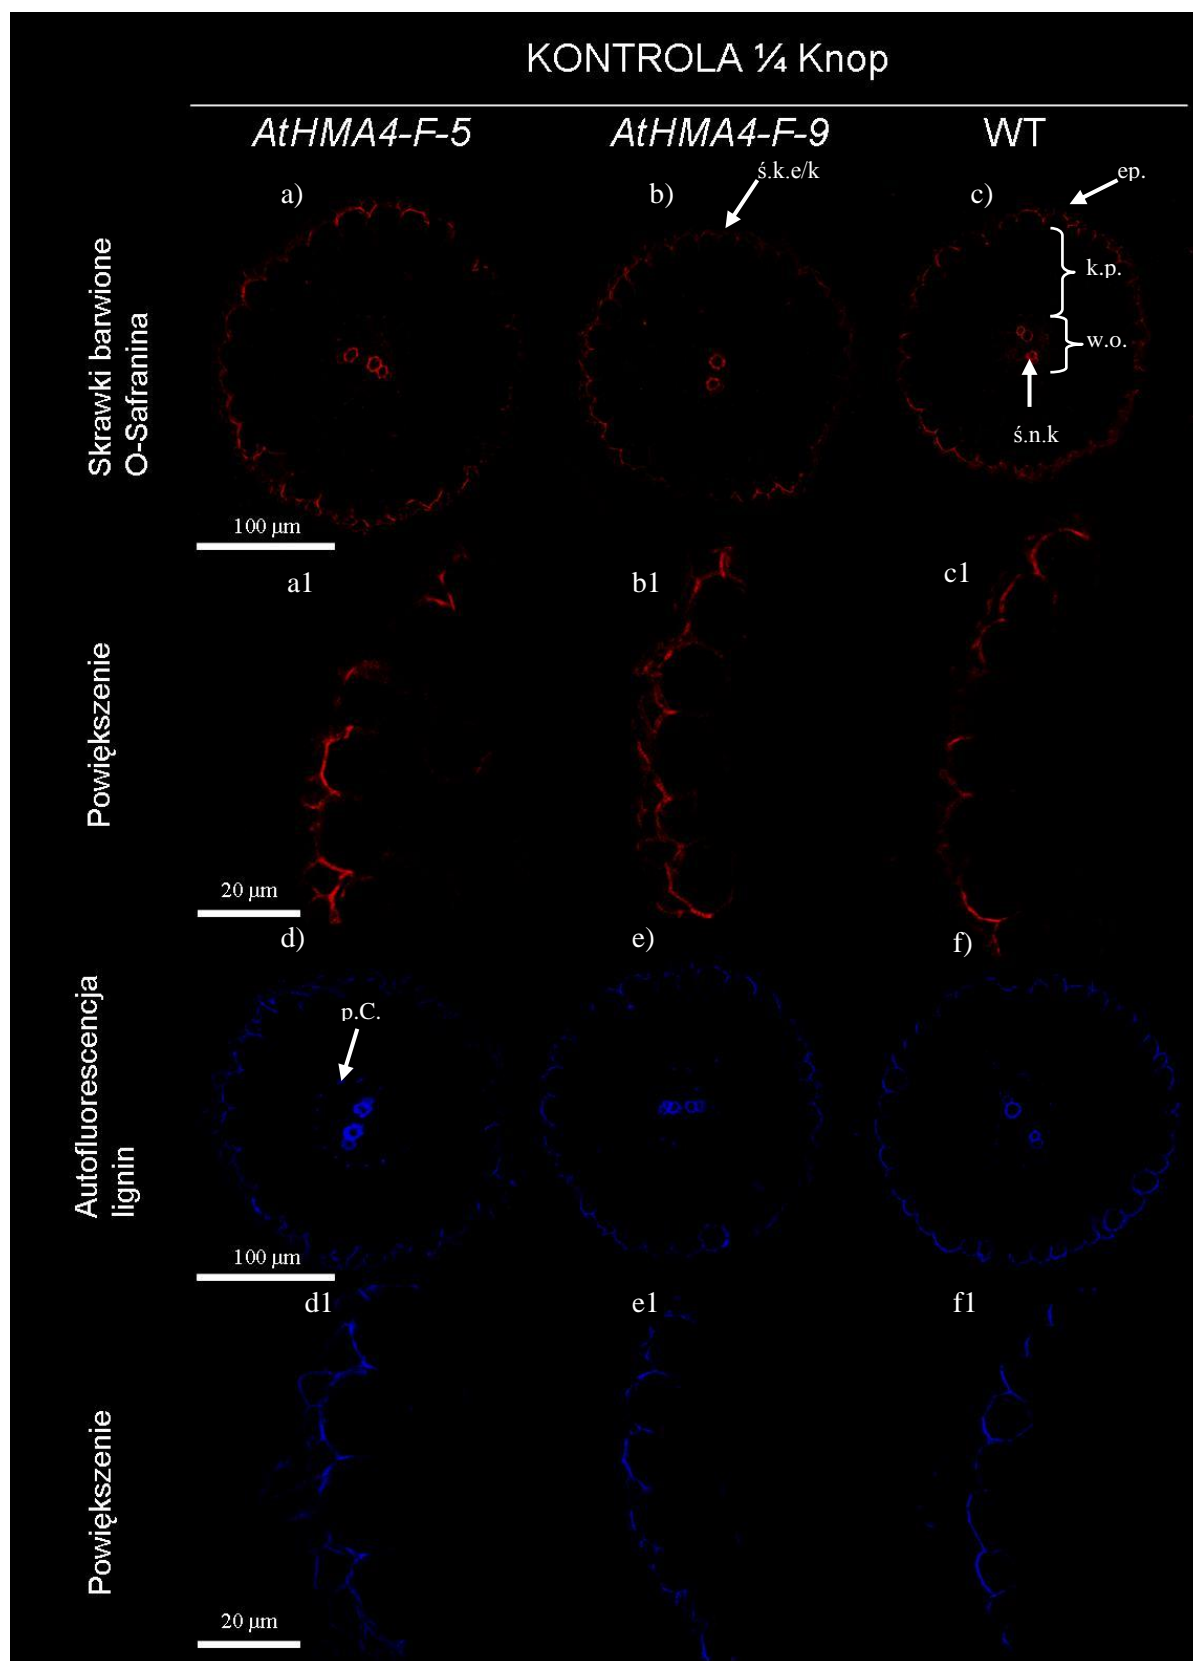 KONTROLA ¼ Knop
AtHMA4-F-5
AtHMA4-F-9
WT
Skrawki barwione
O-Safranina
a)
b)
ś.k.e/k
c)
ep.
k.p.
w.o.
ś.n.k
100 µm
Powiększenie
a1
b1
c1
20 µm
Autofluorescencja
lignin
d)
e)
f)
p.C.
100 µm
Powiększenie
d1
e1
f1
20 µm